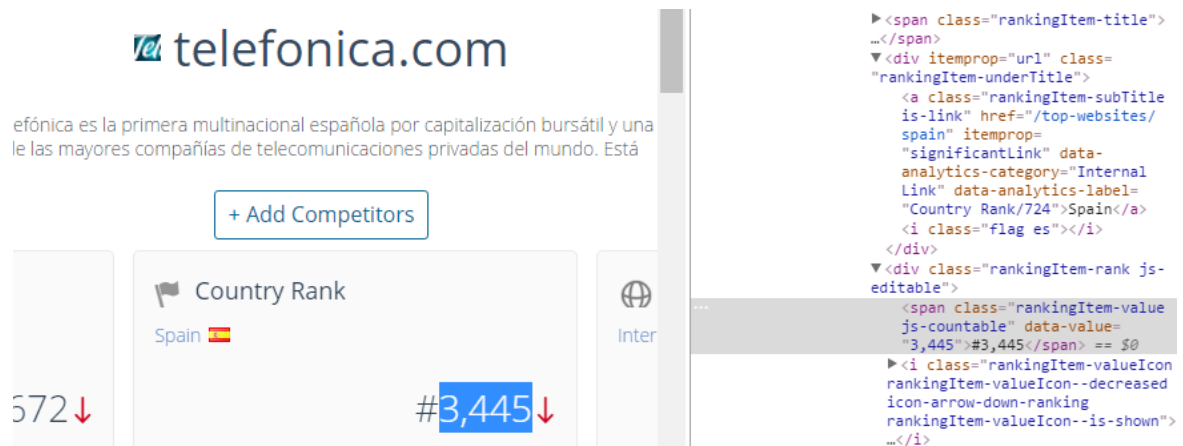 telefonica.com
efónica es la primera multinacional española por capitalización bursátil y una
le las mayores compañías de telecomunicaciones privadas del mundo. Está
+ Add Competitors
Country Rank
Spain
Inter
672
#3,445
<span class="rankingItem-title">
…</span>
<div itemprop="url" class=
"rankingItem-underTitle">
<a class="rankingItem-subTitle
is-link" href="/top-websites/
spain" itemprop=
"significantLink" data-
analytics-category="Internal
Link" data-analytics-label=
"Country Rank/724">Spain</a>
<i class="flag es"></i>
</div>
<div class="rankingItem-rank js-
editable">
<span class="rankingItem-value
js-countable" data-value=
"3,445">#3,445</span> == $0
<i class="rankingItem-valueIcon
rankingItem-valueIcon--decreased
icon-arrow-down-ranking
rankingItem-valueIcon--is-shown">
…</i>